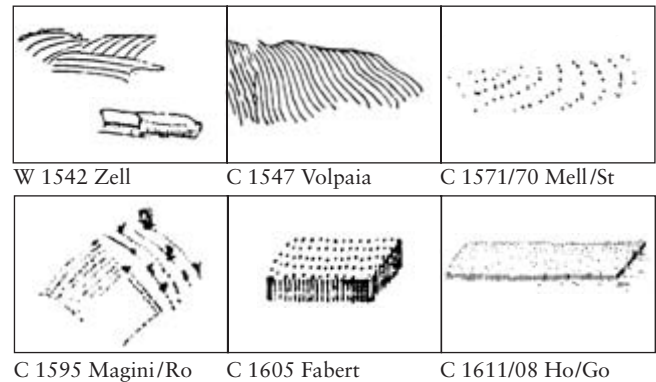 W 1542 Zell
C 1547 Volpaia
C 1571/70 Mell/St
C 1595 Magini/Ro
C 1605 Fabert
C 1611/08 Ho/Go